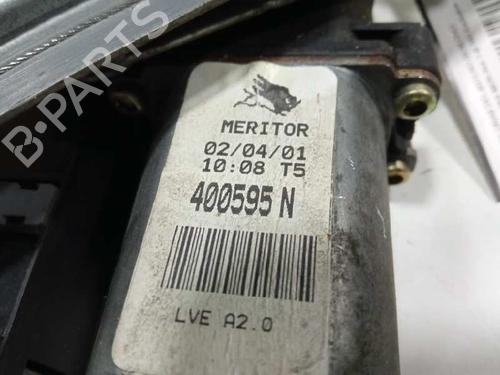 MERITOR
02/04/01
10:08 T5
400595 N
LVE A2.0
B-PARTS